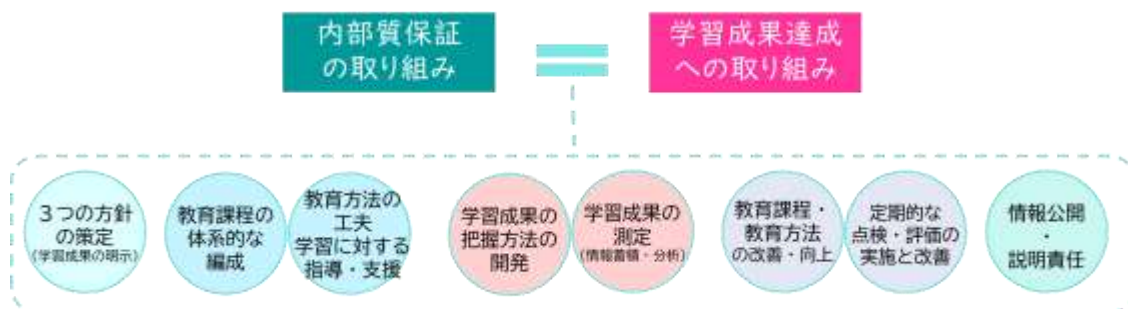 内部質保証
の取り組み
学習成果達成
への取り組み
3つの方針
の策定
(学習成果の明示)
教育課程の
体系的な
編成
教育方法の
工夫
学習に対する
指導・支援
学習成果の
把握方法の
開発
学習成果の
測定
(情報蓄積・分析)
教育課程・
教育方法
の改善・向上
定期的な
点検・評価の
実施と改善
情報公開
・
説明責任